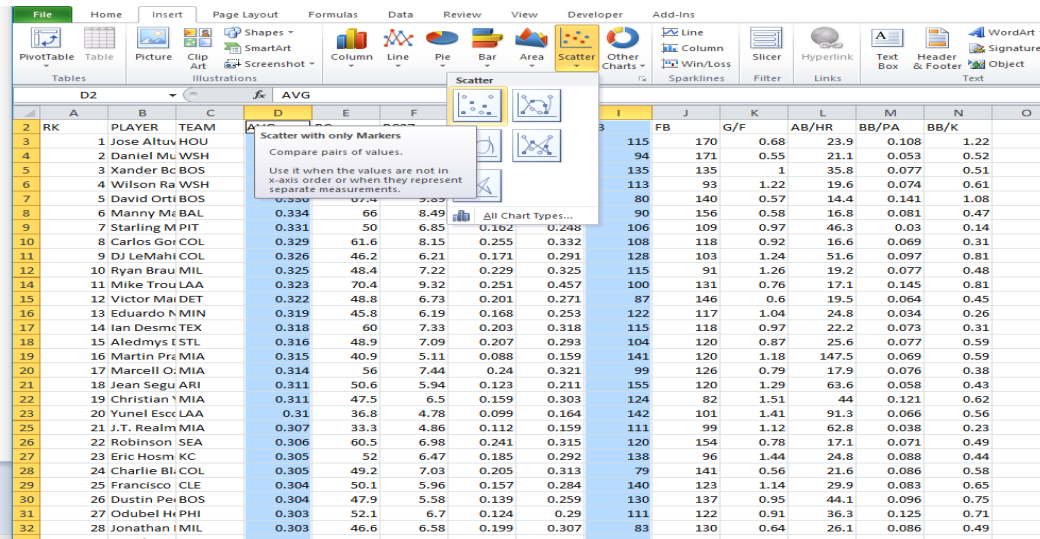 File Home Insert Page Layout Formulas Data Review View Developer Add-Ins
PivotTable Table Picture Clip Art Shapes SmartArt Screenshot Column Line Pie Bar Area Scatter Other Charts Line Column Win/Loss Slicer Hyperlink Text Box Header & Footer WordArt Signature Object
Tables Illustrations Sparklines Filter Links Text
Scatter
D2 fx AVG
A B C D E F I J K L M N O
2 RK PLAYER TEAM FB G/F AB/HR BB/PA BB/K
Scatter with only Markers
Compare pairs of values.
Use it when the values are not in
x-axis order or when they represent
separate measurements.
All Chart Types...
3 1 Jose Altuv HOU 115 170 0.68 23.9 0.108 1.22
4 2 Daniel Mu WSH 94 171 0.55 21.1 0.053 0.52
5 3 Xander Bo BOS 135 135 1 35.8 0.077 0.51
6 4 Wilson Ra WSH 113 93 1.22 19.6 0.074 0.61
7 5 David Orti BOS 80 140 0.57 14.4 0.141 1.08
8 6 Manny Ma BAL 0.334 66 8.49 90 156 0.58 16.8 0.081 0.47
9 7 Starling M PIT 0.331 50 6.85 0.162 0.248 106 109 0.97 46.3 0.03 0.14
10 8 Carlos Gor COL 0.329 61.6 8.15 0.255 0.332 108 118 0.92 16.6 0.069 0.31
11 9 DJ LeMahi COL 0.326 46.2 6.21 0.171 0.291 128 103 1.24 51.6 0.097 0.81
12 10 Ryan Brau MIL 0.325 48.4 7.22 0.229 0.325 115 91 1.26 19.2 0.077 0.48
14 11 Mike Trou LAA 0.323 70.4 9.32 0.251 0.457 100 131 0.76 17.1 0.145 0.81
15 12 Victor Mar DET 0.322 48.8 6.73 0.201 0.271 87 146 0.6 19.5 0.064 0.45
16 13 Eduardo N MIN 0.319 45.8 6.19 0.168 0.253 122 117 1.04 24.8 0.034 0.26
17 14 Ian Desmo TEX 0.318 60 7.33 0.203 0.318 115 118 0.97 22.2 0.073 0.31
18 15 Aledmys D STL 0.316 48.9 7.09 0.207 0.293 104 120 0.87 25.6 0.077 0.59
19 16 Martin Pra MIA 0.315 40.9 5.11 0.088 0.159 141 120 1.18 147.5 0.069 0.59
20 17 Marcell O: MIA 0.314 56 7.44 0.24 0.321 99 126 0.79 17.9 0.076 0.38
21 18 Jean Segu ARI 0.311 50.6 5.94 0.123 0.211 155 120 1.29 63.6 0.058 0.43
22 19 Christian Y MIA 0.311 47.5 6.5 0.159 0.303 124 82 1.51 44 0.121 0.62
23 20 Yunel Esco LAA 0.31 36.8 4.78 0.099 0.164 142 101 1.41 91.3 0.066 0.56
25 21 J.T. Realm MIA 0.307 33.3 4.86 0.112 0.159 111 99 1.12 62.8 0.038 0.23
26 22 Robinson SEA 0.306 60.5 6.98 0.241 0.315 120 154 0.78 17.1 0.071 0.49
27 23 Eric Hosm KC 0.305 52 6.47 0.185 0.292 138 96 1.44 24.8 0.088 0.44
28 24 Charlie Bl COL 0.305 49.2 7.03 0.205 0.313 79 141 0.56 21.6 0.086 0.58
29 25 Francisco CLE 0.304 50.1 5.96 0.157 0.284 140 123 1.14 29.9 0.083 0.65
30 26 Dustin Pe BOS 0.304 47.9 5.58 0.139 0.259 130 137 0.95 44.1 0.096 0.75
31 27 Odubel He PHI 0.303 52.1 6.7 0.124 0.29 111 122 0.91 36.3 0.125 0.71
32 28 Jonathan MIL 0.303 46.6 6.58 0.199 0.307 83 130 0.64 26.1 0.086 0.49